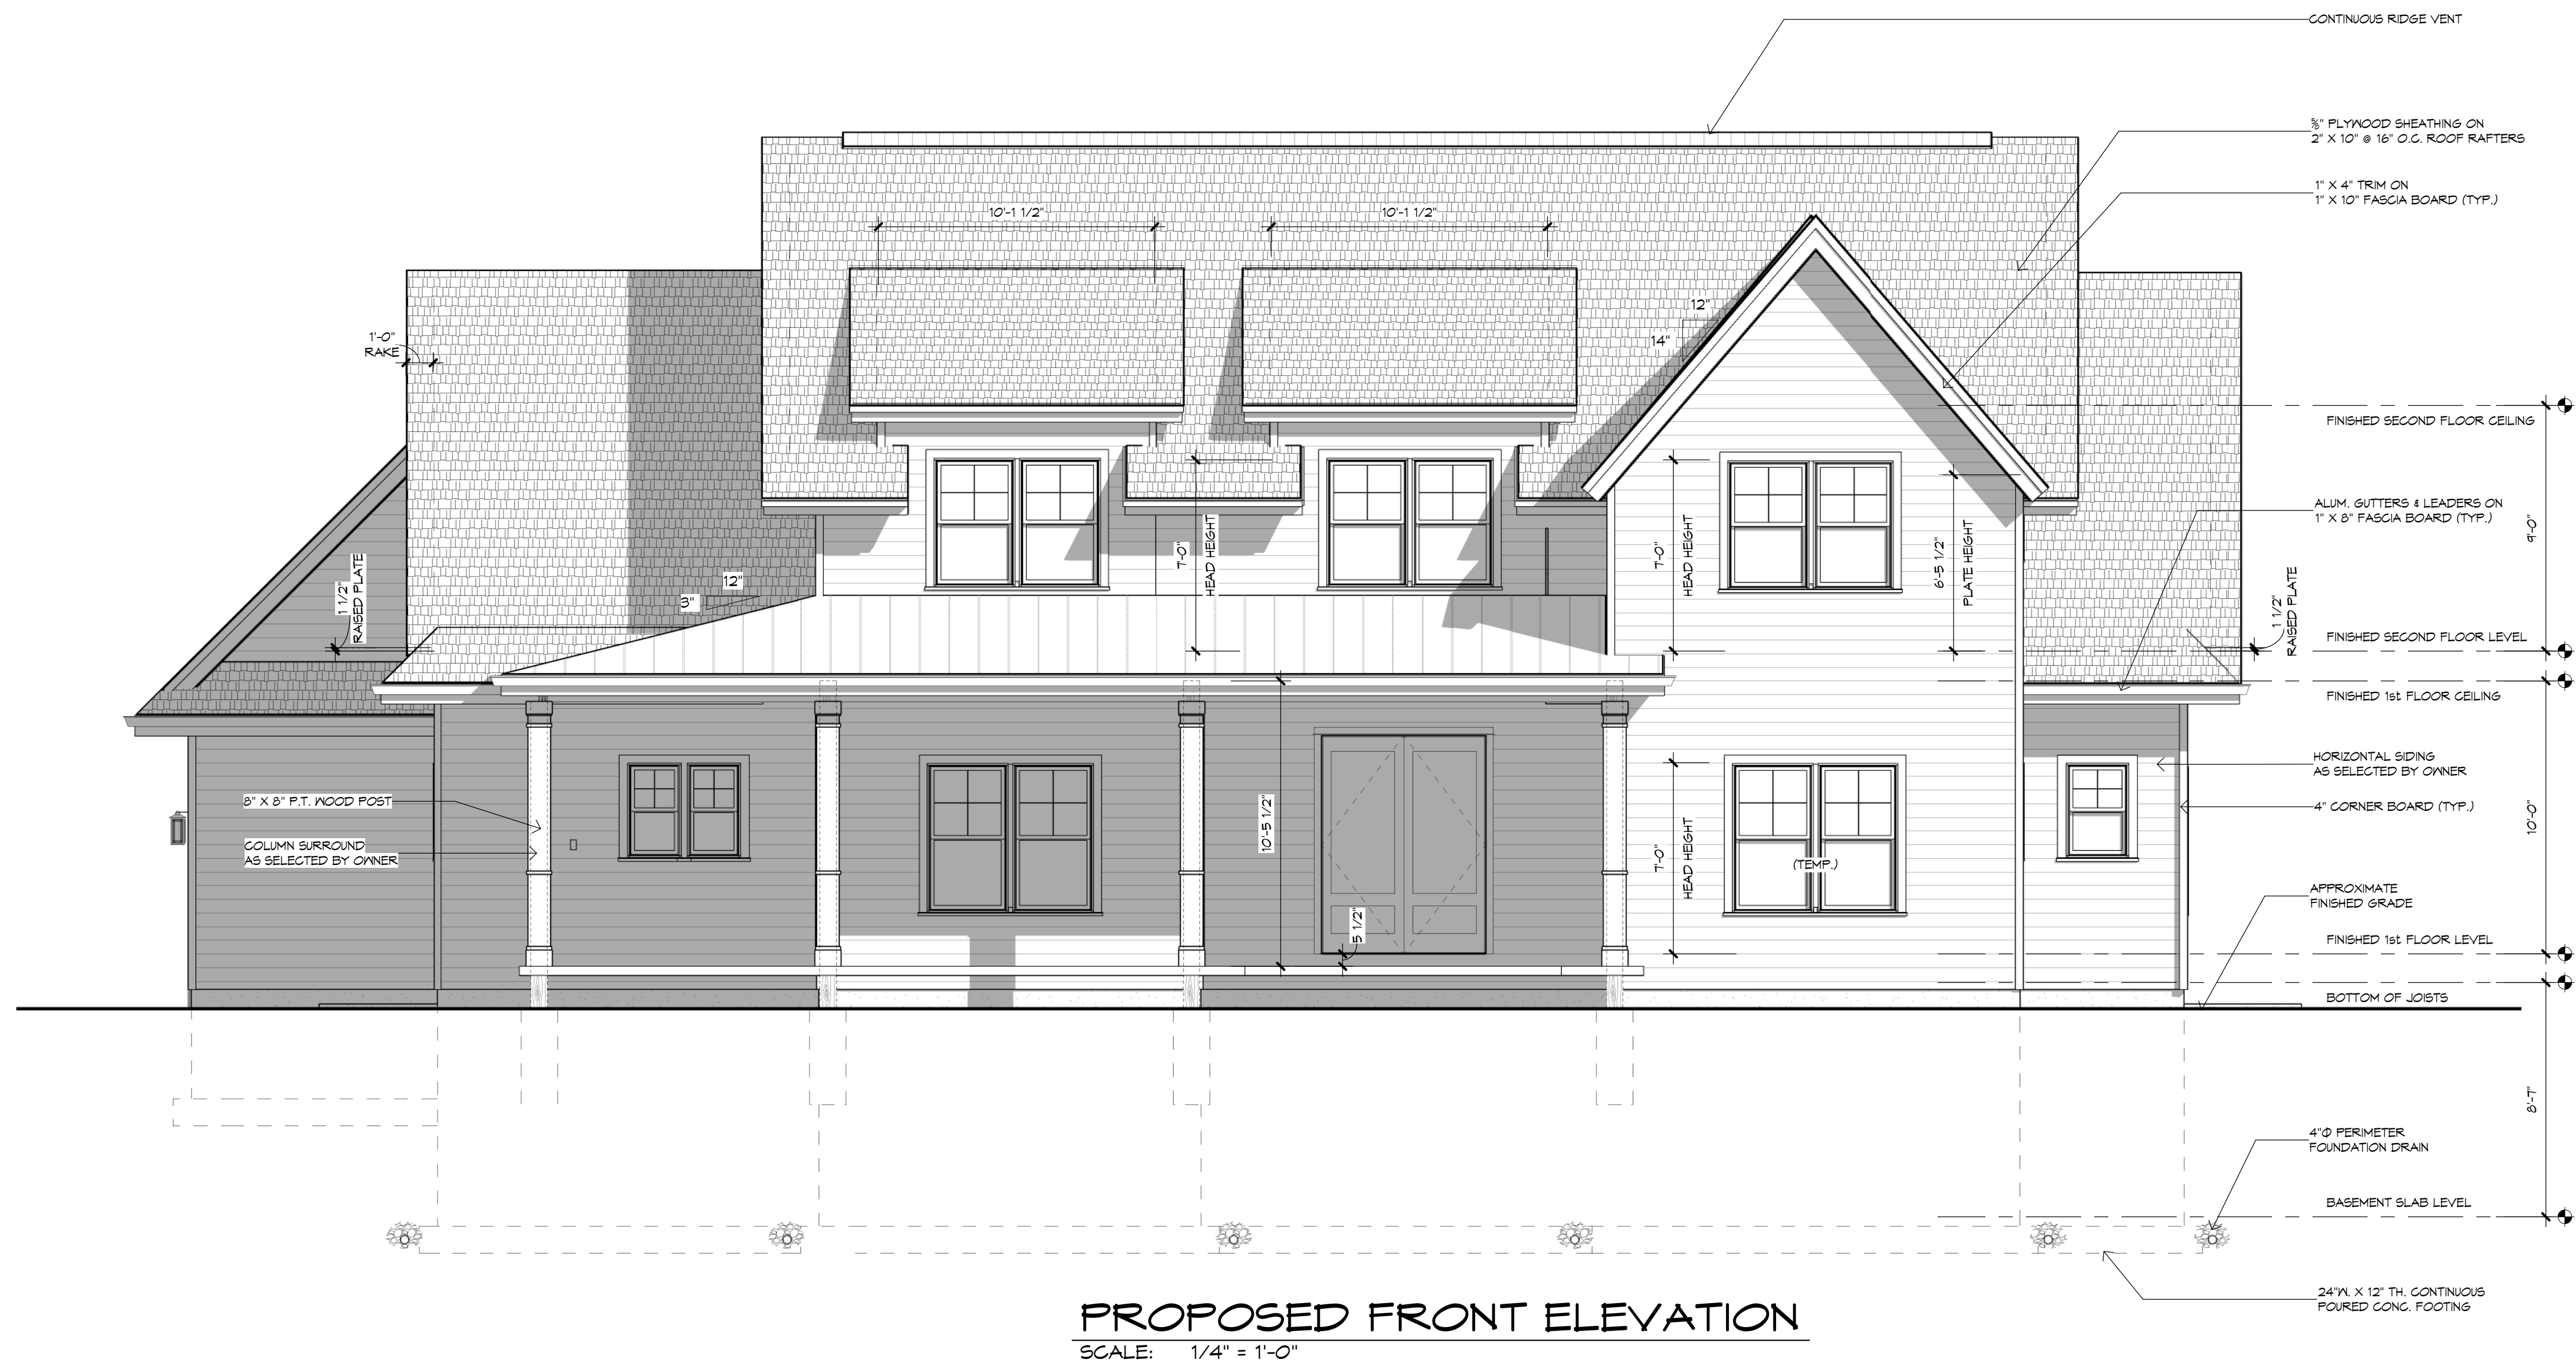 CONTINUOUS RIDGE VENT
⅝" PLYWOOD SHEATHING ON
2" X 10" @ 16" O.C. ROOF RAFTERS
1" X 4" TRIM ON
1" X 10" FASCIA BOARD (TYP.)
10'-1 1/2"
10'-1 1/2"
12"
14"
1'-0"
RAKE
FINISHED SECOND FLOOR CEILING
ALUM. GUTTERS & LEADERS ON
1" X 8" FASCIA BOARD (TYP.)
9'-0"
7'-0"
HEAD HEIGHT
7'-0"
HEAD HEIGHT
6'-5 1/2"
PLATE HEIGHT
12"
3"
1 1/2"
RAISED PLATE
1 1/2"
RAISED PLATE
FINISHED SECOND FLOOR LEVEL
FINISHED 1st FLOOR CEILING
HORIZONTAL SIDING
AS SELECTED BY OWNER
4" CORNER BOARD (TYP.)
10'-0"
8" X 8" P.T. WOOD POST
COLUMN SURROUND
AS SELECTED BY OWNER
10'-5 1/2"
5 1/2"
7'-0"
HEAD HEIGHT
(TEMP.)
APPROXIMATE
FINISHED GRADE
FINISHED 1st FLOOR LEVEL
BOTTOM OF JOISTS
8'-7"
4"Φ PERIMETER
FOUNDATION DRAIN
BASEMENT SLAB LEVEL
24"W. X 12" TH. CONTINUOUS
POURED CONC. FOOTING
PROPOSED FRONT ELEVATION
SCALE: 1/4" = 1'-0"